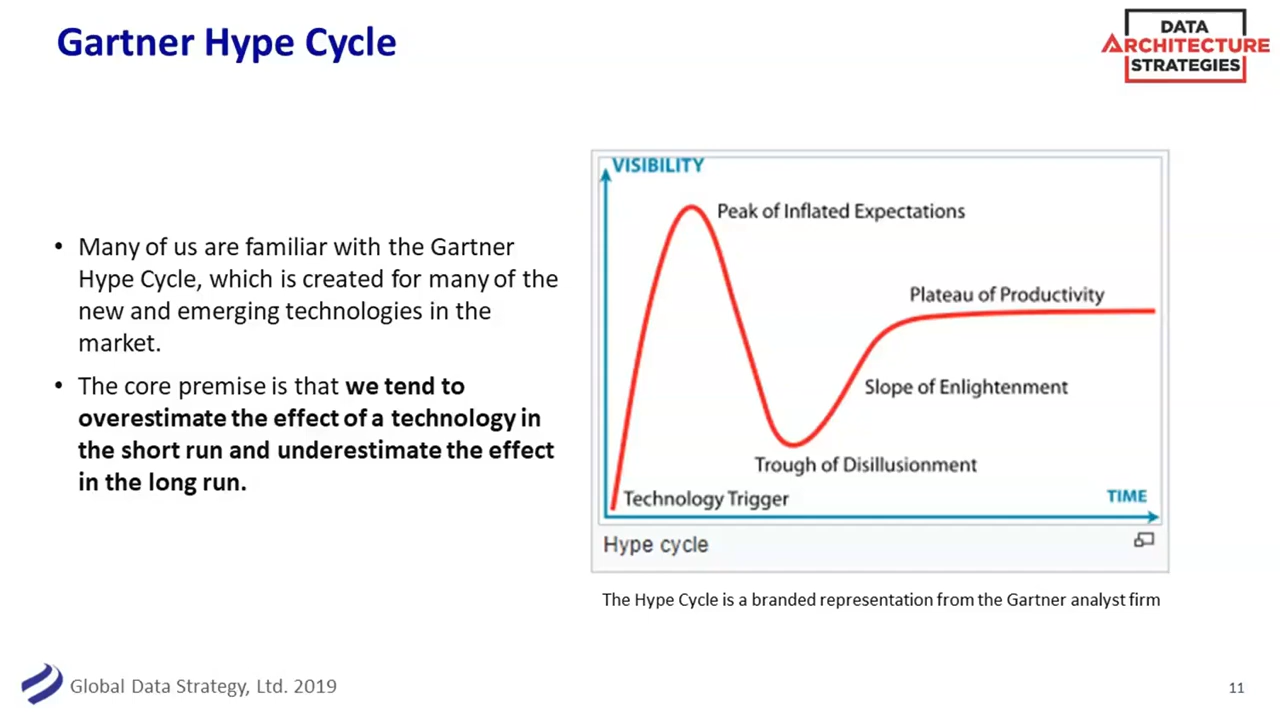 Gartner Hype Cycle
DATA
ARCHITECTURE
STRATEGIES
• Many of us are familiar with the Gartner
Hype Cycle, which is created for many of the
new and emerging technologies in the
market.
• The core premise is that we tend to
overestimate the effect of a technology in
the short run and underestimate the effect
in the long run.
VISIBILITY
Peak of Inflated Expectations
Plateau of Productivity
Slope of Enlightenment
Trough of Disillusionment
Technology Trigger
TIME
Hype cycle
The Hype Cycle is a branded representation from the Gartner analyst firm
Global Data Strategy, Ltd. 2019
11